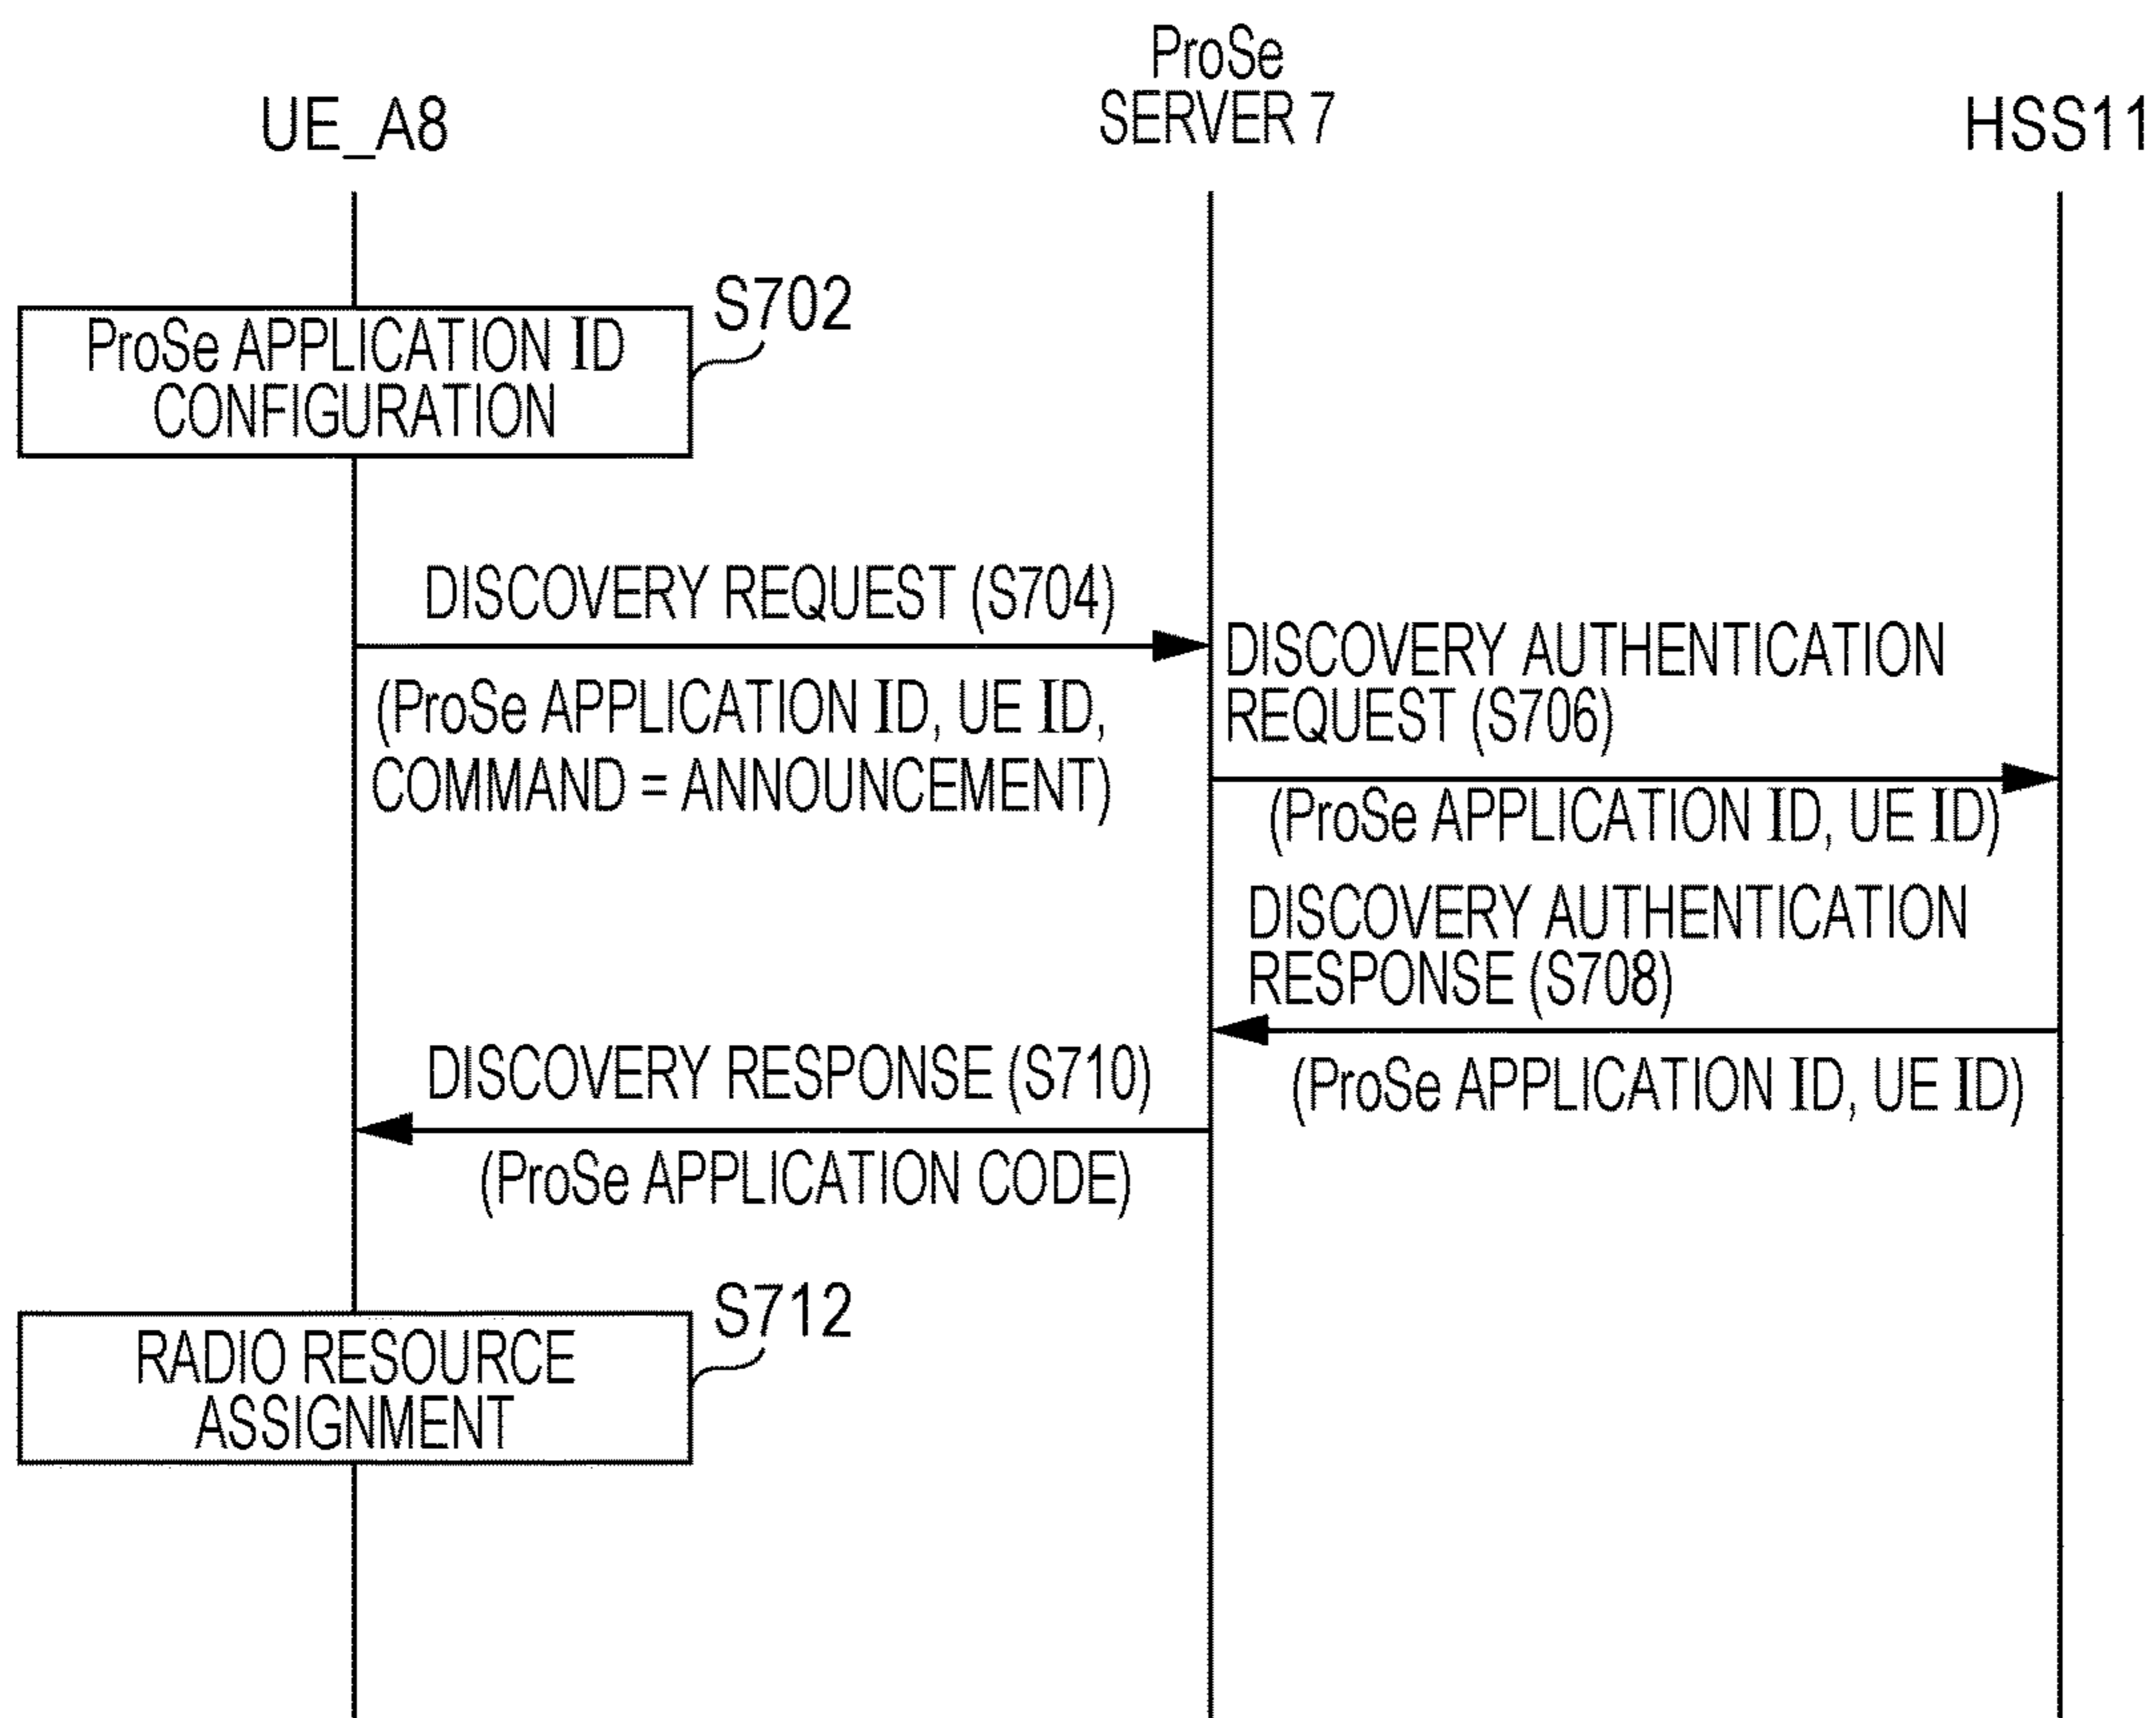 UE_A8
ProSe
SERVER 7
HSS11
S702
ProSe APPLICATION ID
CONFIGURATION
DISCOVERY REQUEST (S704)
(ProSe APPLICATION ID, UE ID,
COMMAND = ANNOUNCEMENT)
DISCOVERY AUTHENTICATION
REQUEST (S706)
(ProSe APPLICATION ID, UE ID)
DISCOVERY AUTHENTICATION
RESPONSE (S708)
(ProSe APPLICATION ID, UE ID)
DISCOVERY RESPONSE (S710)
(ProSe APPLICATION CODE)
S712
RADIO RESOURCE
ASSIGNMENT